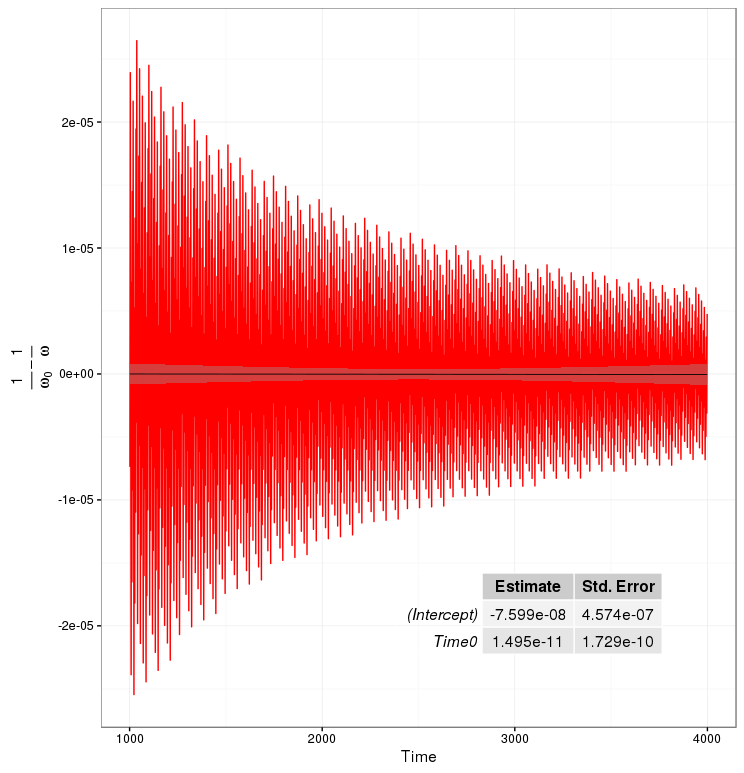 2e-05
1e-05
0e+00
-1e-05
-2e-05
1/ω₀ − 1/ω
Estimate Std. Error
(Intercept) -7.599e-08 4.574e-07
Time0 1.495e-11 1.729e-10
1000 2000 3000 4000
Time